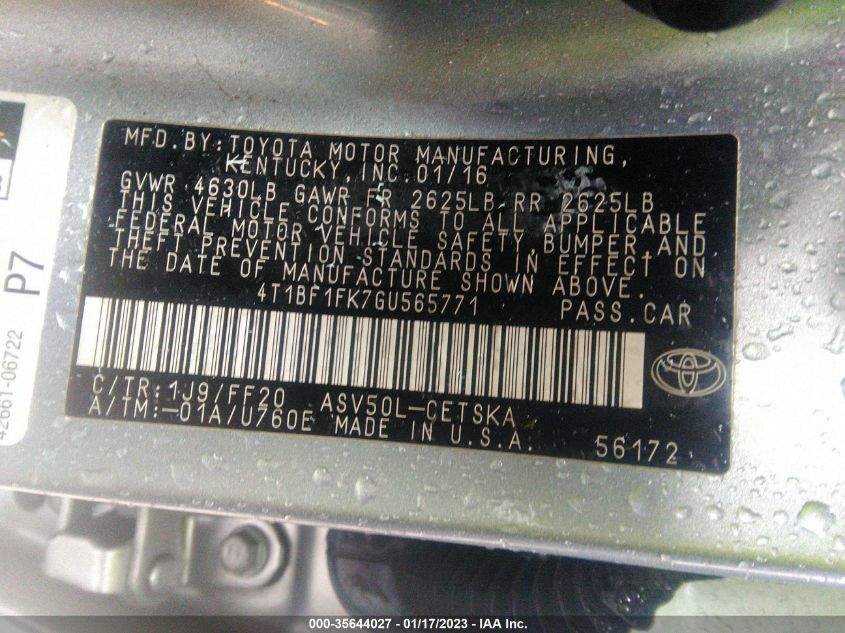 MFD.BY:TOYOTA MOTOR MANUFACTURING,
KENTUCKY,INC.01/16
GVWR 4630LB GAWR FR 2625LB RR 2625LB
THIS VEHICLE CONFORMS TO ALL APPLICABLE
FEDERAL MOTOR VEHICLE SAFETY, BUMPER AND
THEFT PREVENTION STANDARDS IN EFFECT ON
THE DATE OF MANUFACTURE SHOWN ABOVE.
4T1BF1FK7GU565771 PASS.CAR
C/TR:1J9/FF20 ASV50L-CETSKA
A/TM:-01A/U760E MADE IN U.S.A. 56172
P7
42661-06722
000-35644027 - 01/17/2023 - IAA Inc.